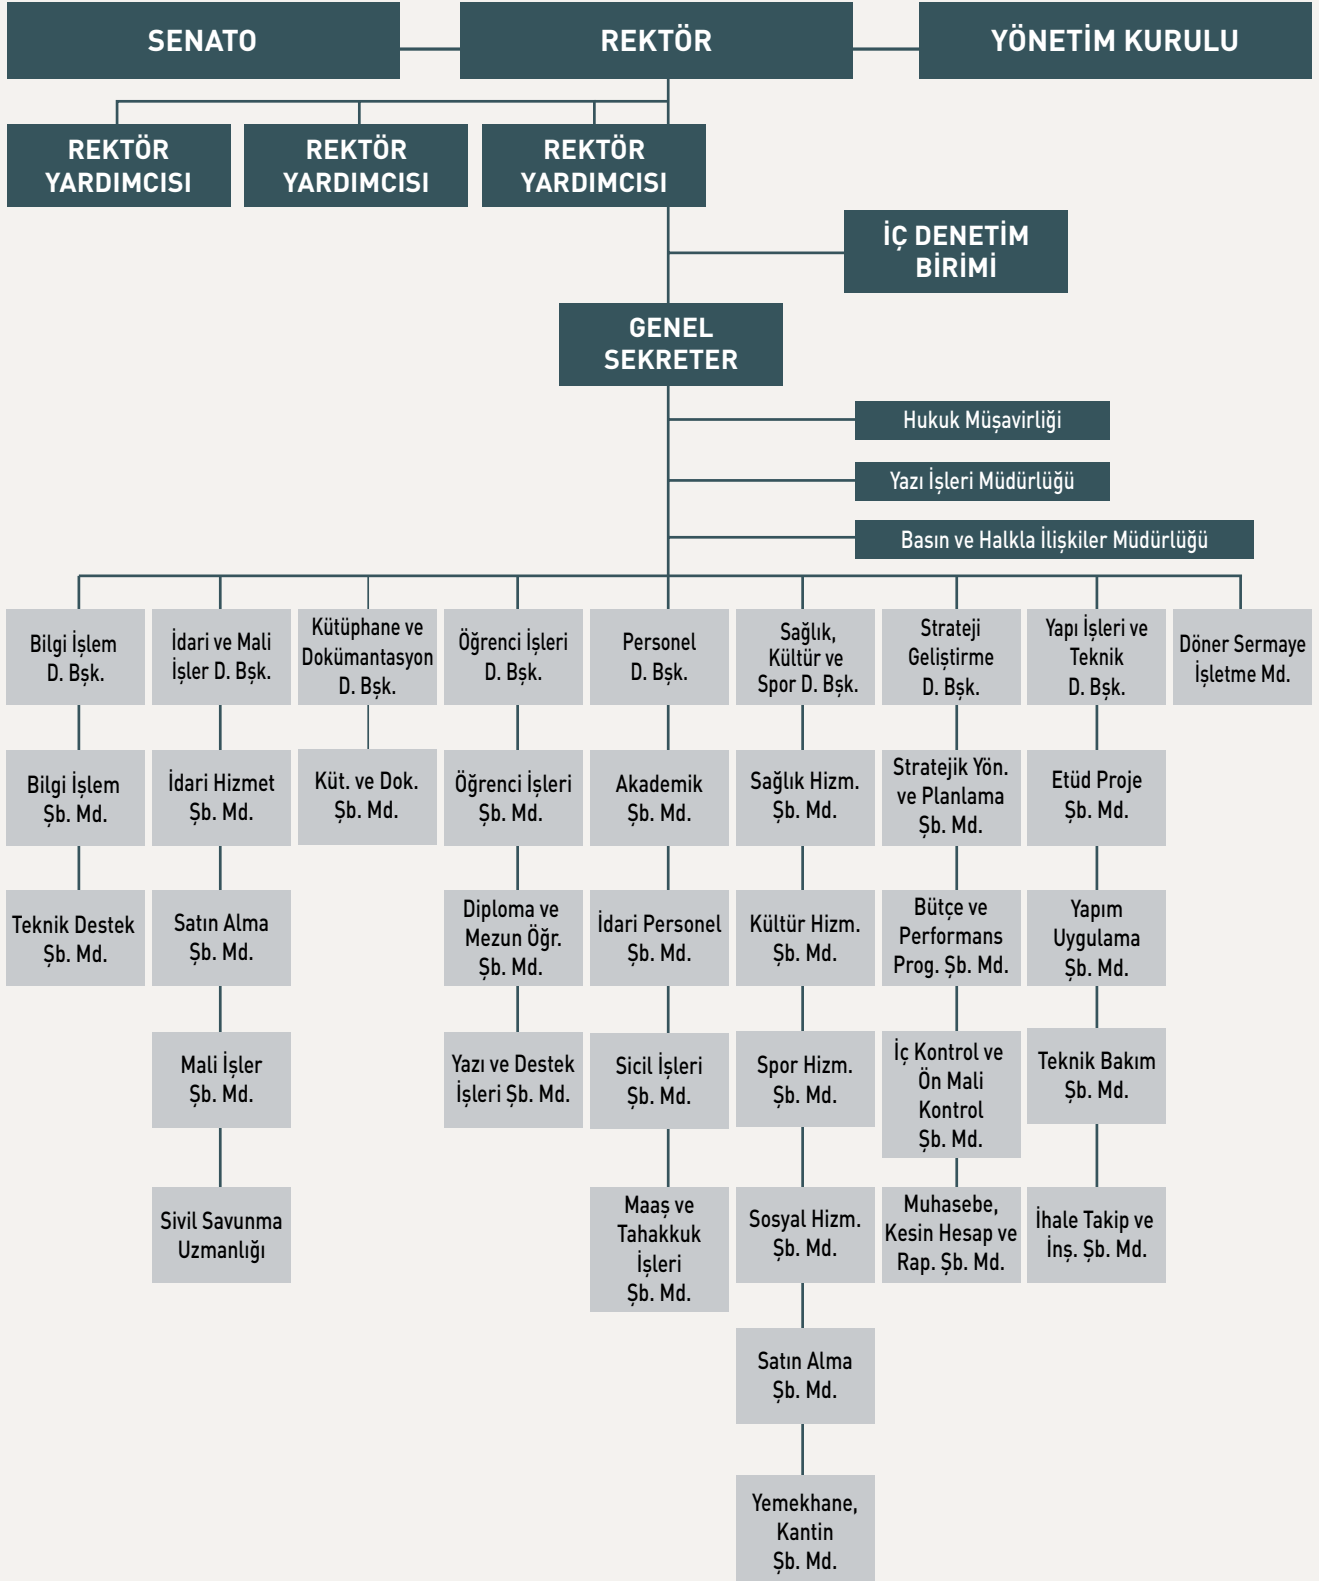 SENATO
REKTÖR
YÖNETİM KURULU
REKTÖR
YARDIMCISI
REKTÖR
YARDIMCISI
REKTÖR
YARDIMCISI
İÇ DENETİM
BİRİMİ
GENEL
SEKRETER
Hukuk Müşavirliği
Yazı İşleri Müdürlüğü
Basın ve Halkla İlişkiler Müdürlüğü
Bilgi İşlem
D. Bşk.
İdari ve Mali
İşler D. Bşk.
Kütüphane ve
Dokümantasyon
D. Bşk.
Öğrenci İşleri
D. Bşk.
Personel
D. Bşk.
Sağlık,
Kültür ve
Spor D. Bşk.
Strateji
Geliştirme
D. Bşk.
Yapı İşleri ve
Teknik
D. Bşk.
Döner Sermaye
İşletme Md.
Bilgi İşlem
Şb. Md.
İdari Hizmet
Şb. Md.
Küt. ve Dok.
Şb. Md.
Öğrenci İşleri
Şb. Md.
Akademik
Şb. Md.
Sağlık Hizm.
Şb. Md.
Stratejik Yön.
ve Planlama
Şb. Md.
Etüd Proje
Şb. Md.
Teknik Destek
Şb. Md.
Satın Alma
Şb. Md.
Diploma ve
Mezun Öğr.
Şb. Md.
İdari Personel
Şb. Md.
Kültür Hizm.
Şb. Md.
Bütçe ve
Performans
Prog. Şb. Md.
Yapım
Uygulama
Şb. Md.
Mali İşler
Şb. Md.
Yazı ve Destek
İşleri Şb. Md.
Sicil İşleri
Şb. Md.
Spor Hizm.
Şb. Md.
İç Kontrol ve
Ön Mali
Kontrol
Şb. Md.
Teknik Bakım
Şb. Md.
Sivil Savunma
Uzmanlığı
Maaş ve
Tahakkuk
İşleri
Şb. Md.
Sosyal Hizm.
Şb. Md.
Muhasebe,
Kesin Hesap ve
Rap. Şb. Md.
İhale Takip ve
İnş. Şb. Md.
Satın Alma
Şb. Md.
Yemekhane,
Kantin
Şb. Md.